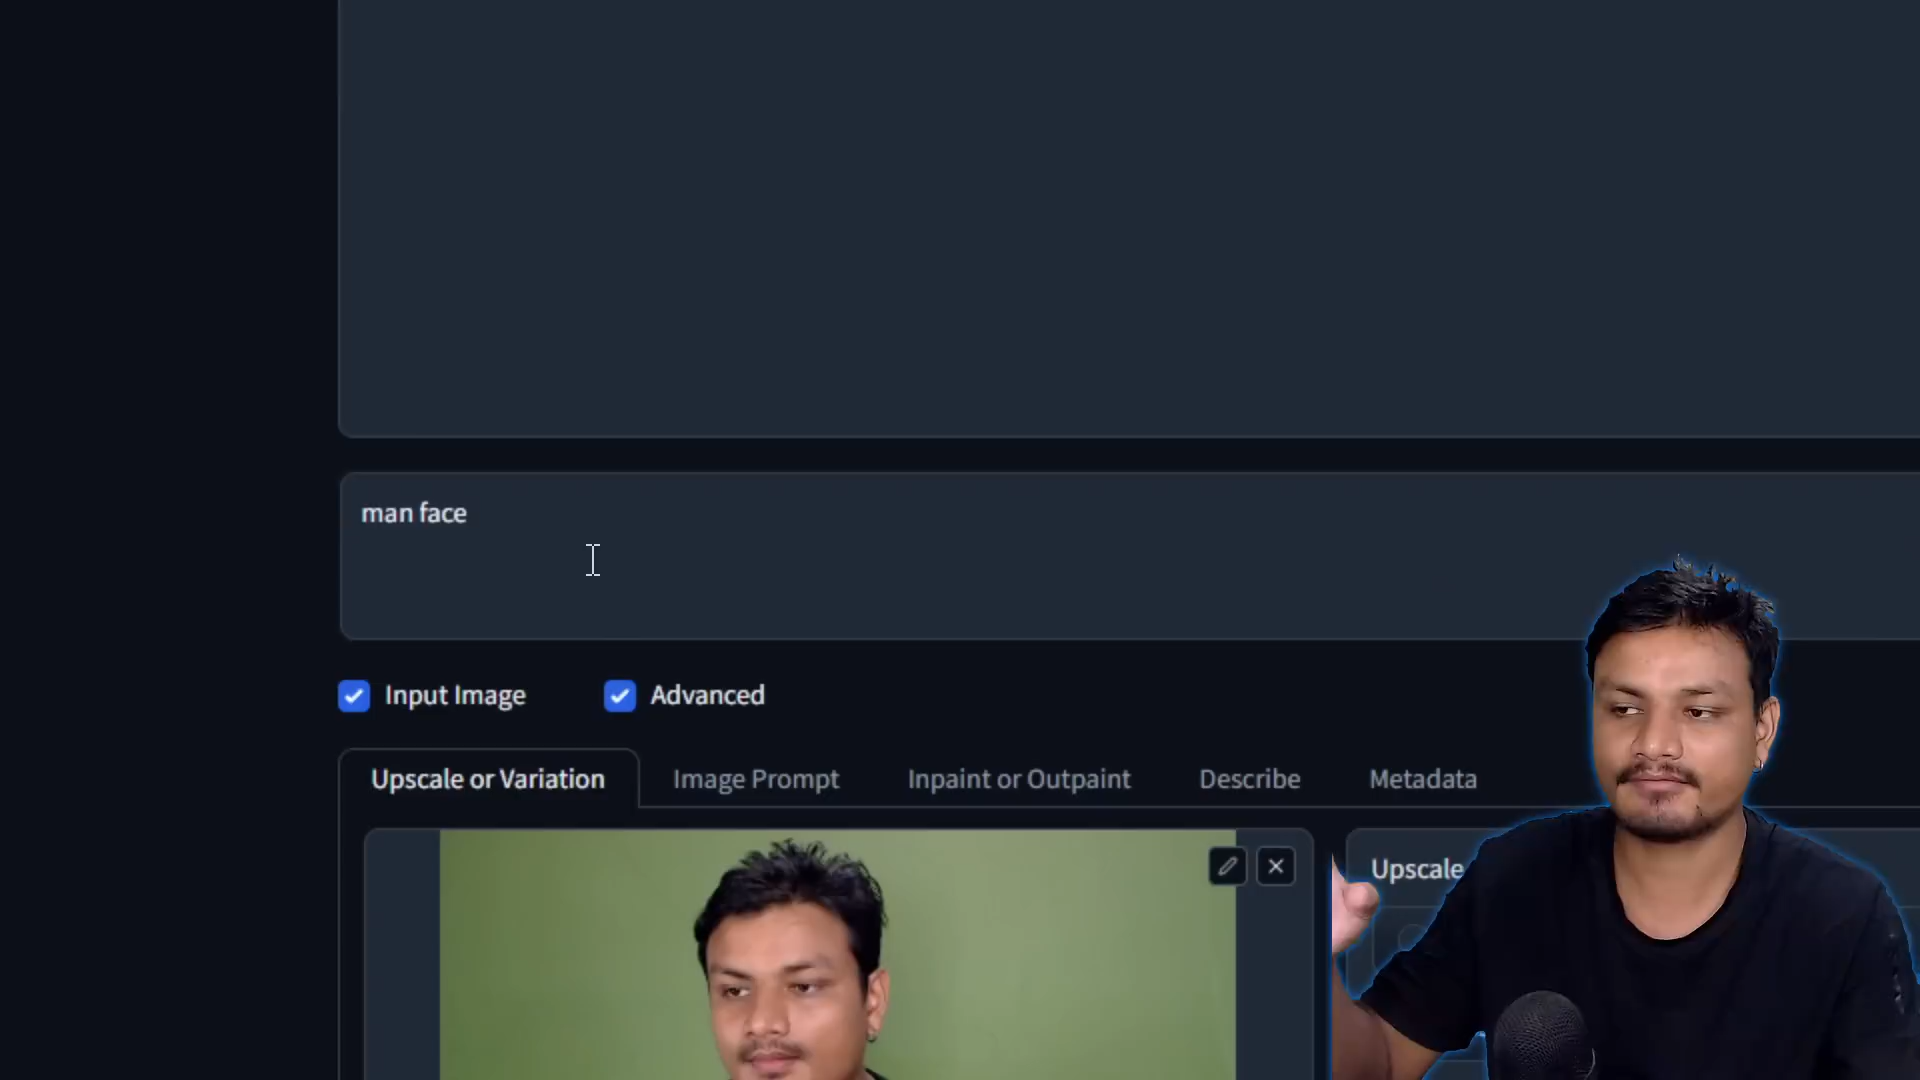 man face
Input Image
Advanced
Upscale or Variation
Image Prompt
Inpaint or Outpaint
Describe
Metadata
Upscale